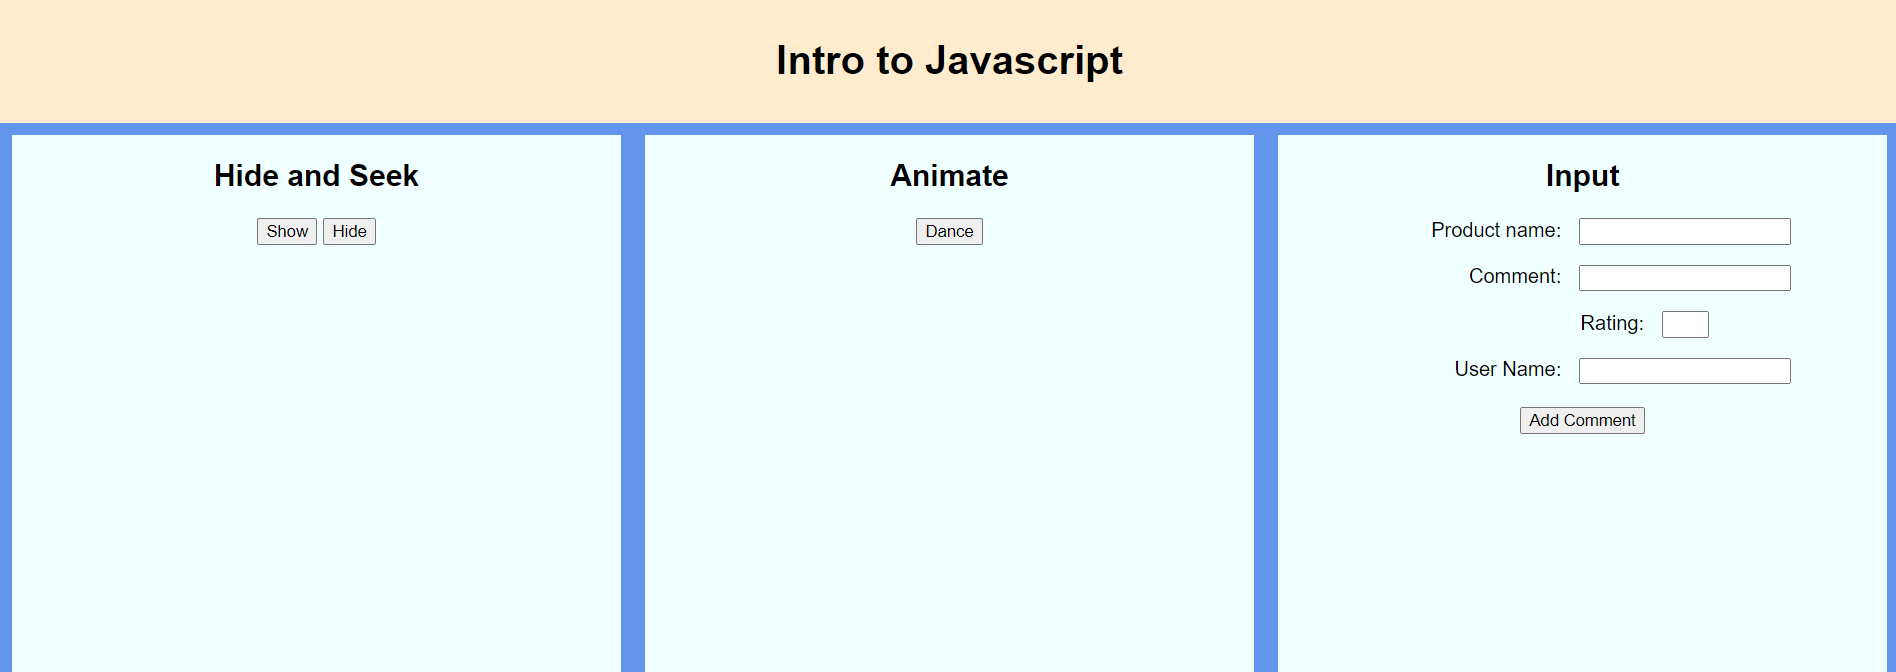 Intro to Javascript
Hide and Seek
Show Hide
Animate
Dance
Input
Product name:
Comment:
Rating:
User Name:
Add Comment